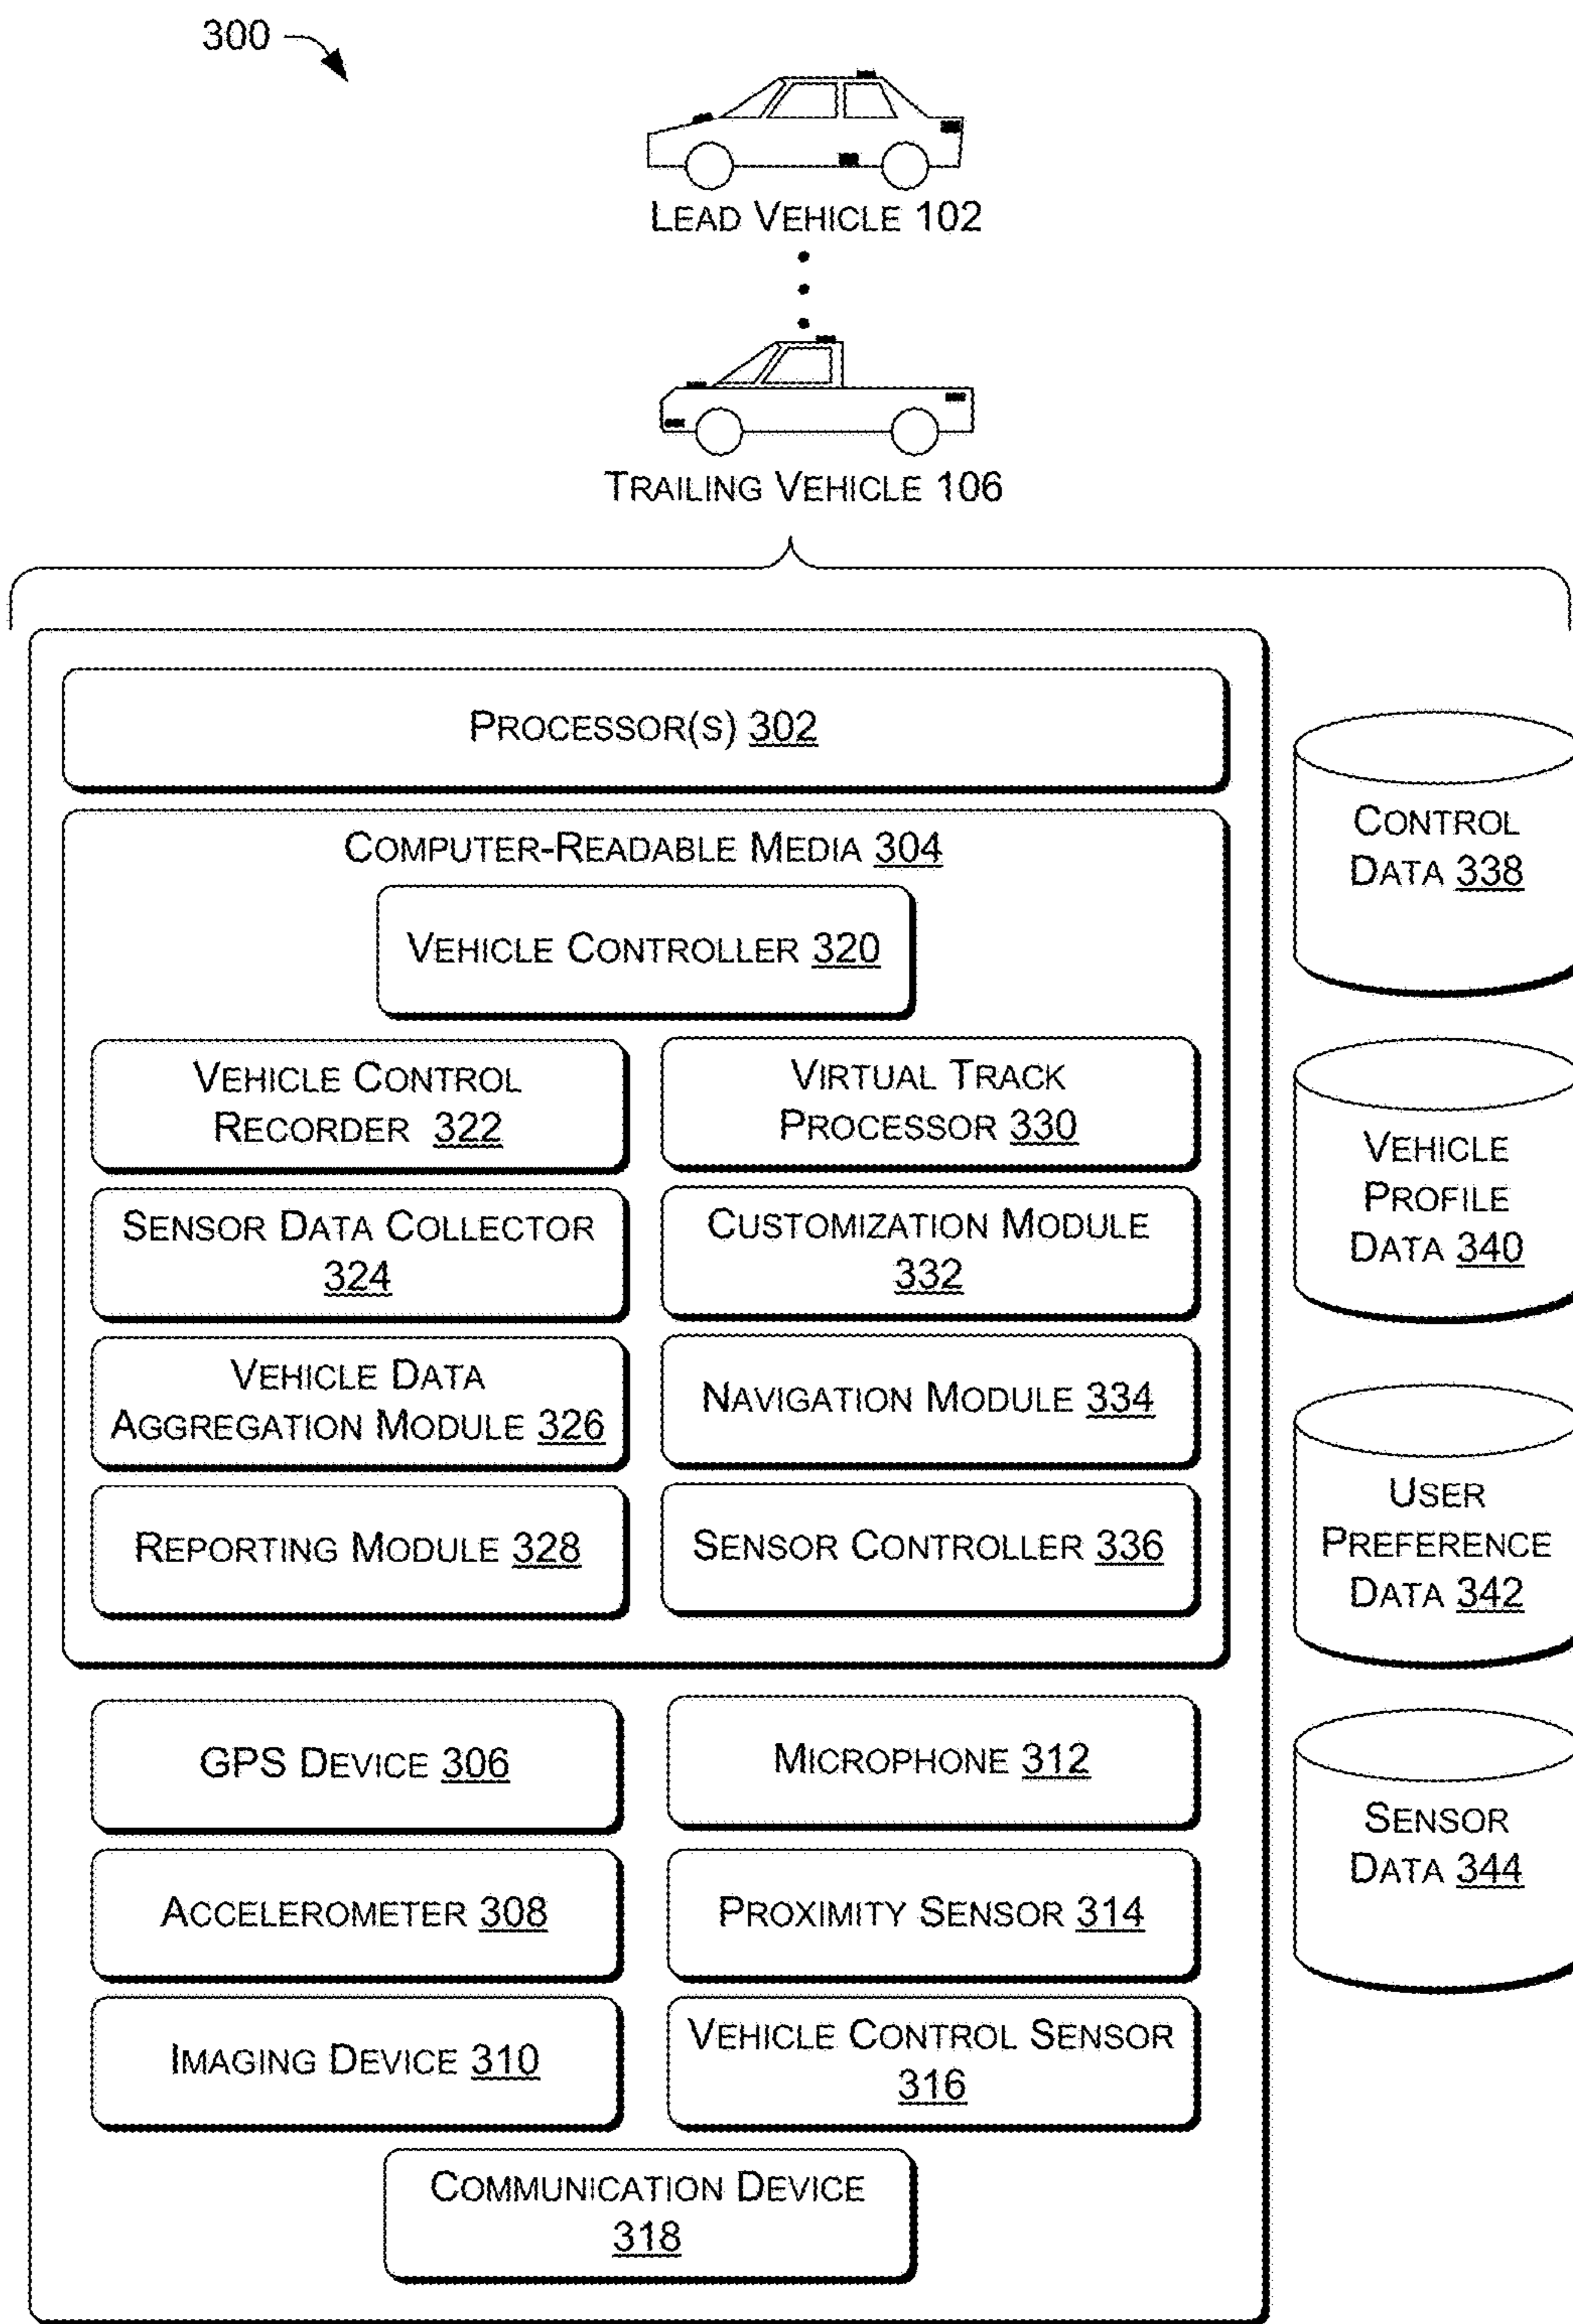 300
LEAD VEHICLE 102
TRAILING VEHICLE 106
PROCESSOR(S) 302
COMPUTER-READABLE MEDIA 304
VEHICLE CONTROLLER 320
VEHICLE CONTROL
RECORDER 322
VIRTUAL TRACK
PROCESSOR 330
SENSOR DATA COLLECTOR
324
CUSTOMIZATION MODULE
332
VEHICLE DATA
AGGREGATION MODULE 326
NAVIGATION MODULE 334
REPORTING MODULE 328
SENSOR CONTROLLER 336
GPS DEVICE 306
MICROPHONE 312
ACCELEROMETER 308
PROXIMITY SENSOR 314
IMAGING DEVICE 310
VEHICLE CONTROL SENSOR
316
COMMUNICATION DEVICE
318
CONTROL
DATA 338
VEHICLE
PROFILE
DATA 340
USER
PREFERENCE
DATA 342
SENSOR
DATA 344